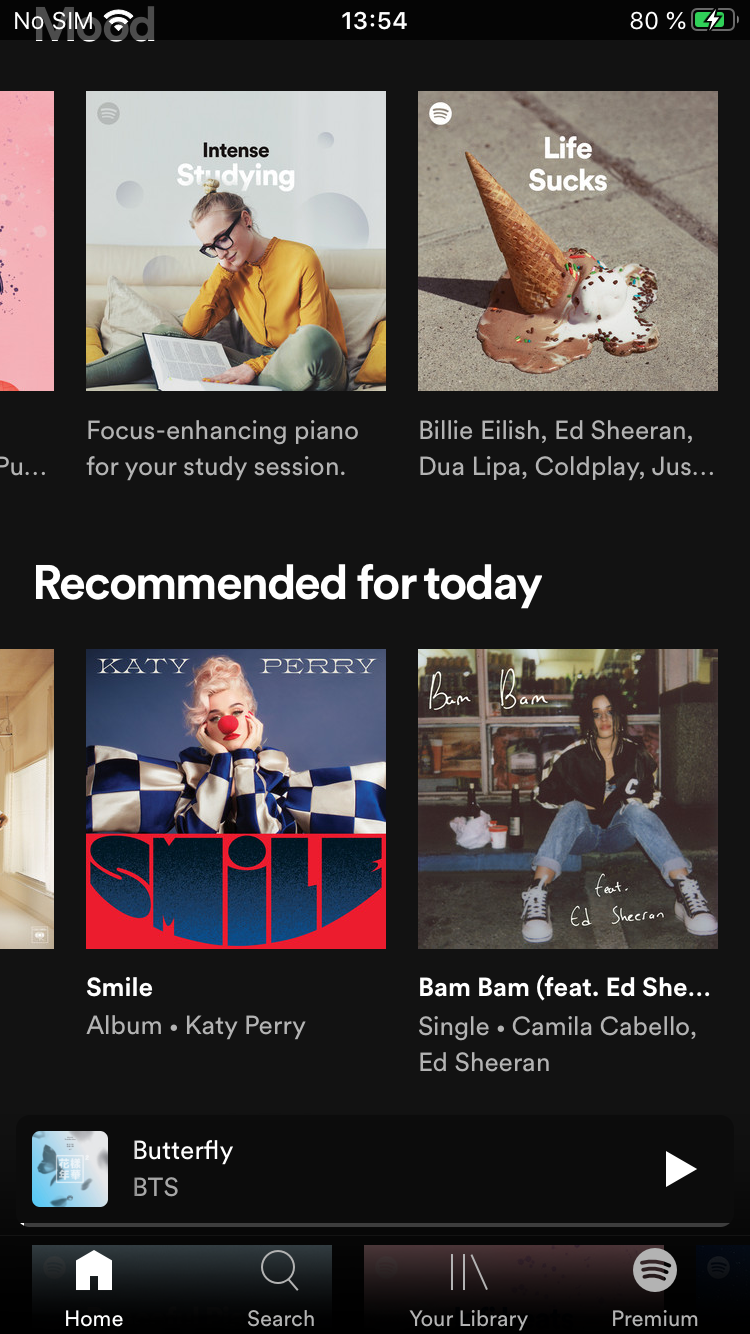 No SIM
13:54
80 %
Mood
Intense
Studying
Life
Sucks
Pu...
Focus-enhancing piano
for your study session.
Billie Eilish, Ed Sheeran,
Dua Lipa, Coldplay, Jus...
Recommended for today
KATY PERRY
SMiLE
Bam Bam
feat.
Ed Sheeran
C
Smile
Album • Katy Perry
Bam Bam (feat. Ed She...
Single • Camila Cabello,
Ed Sheeran
Butterfly
BTS
Home
Search
Your Library
Premium